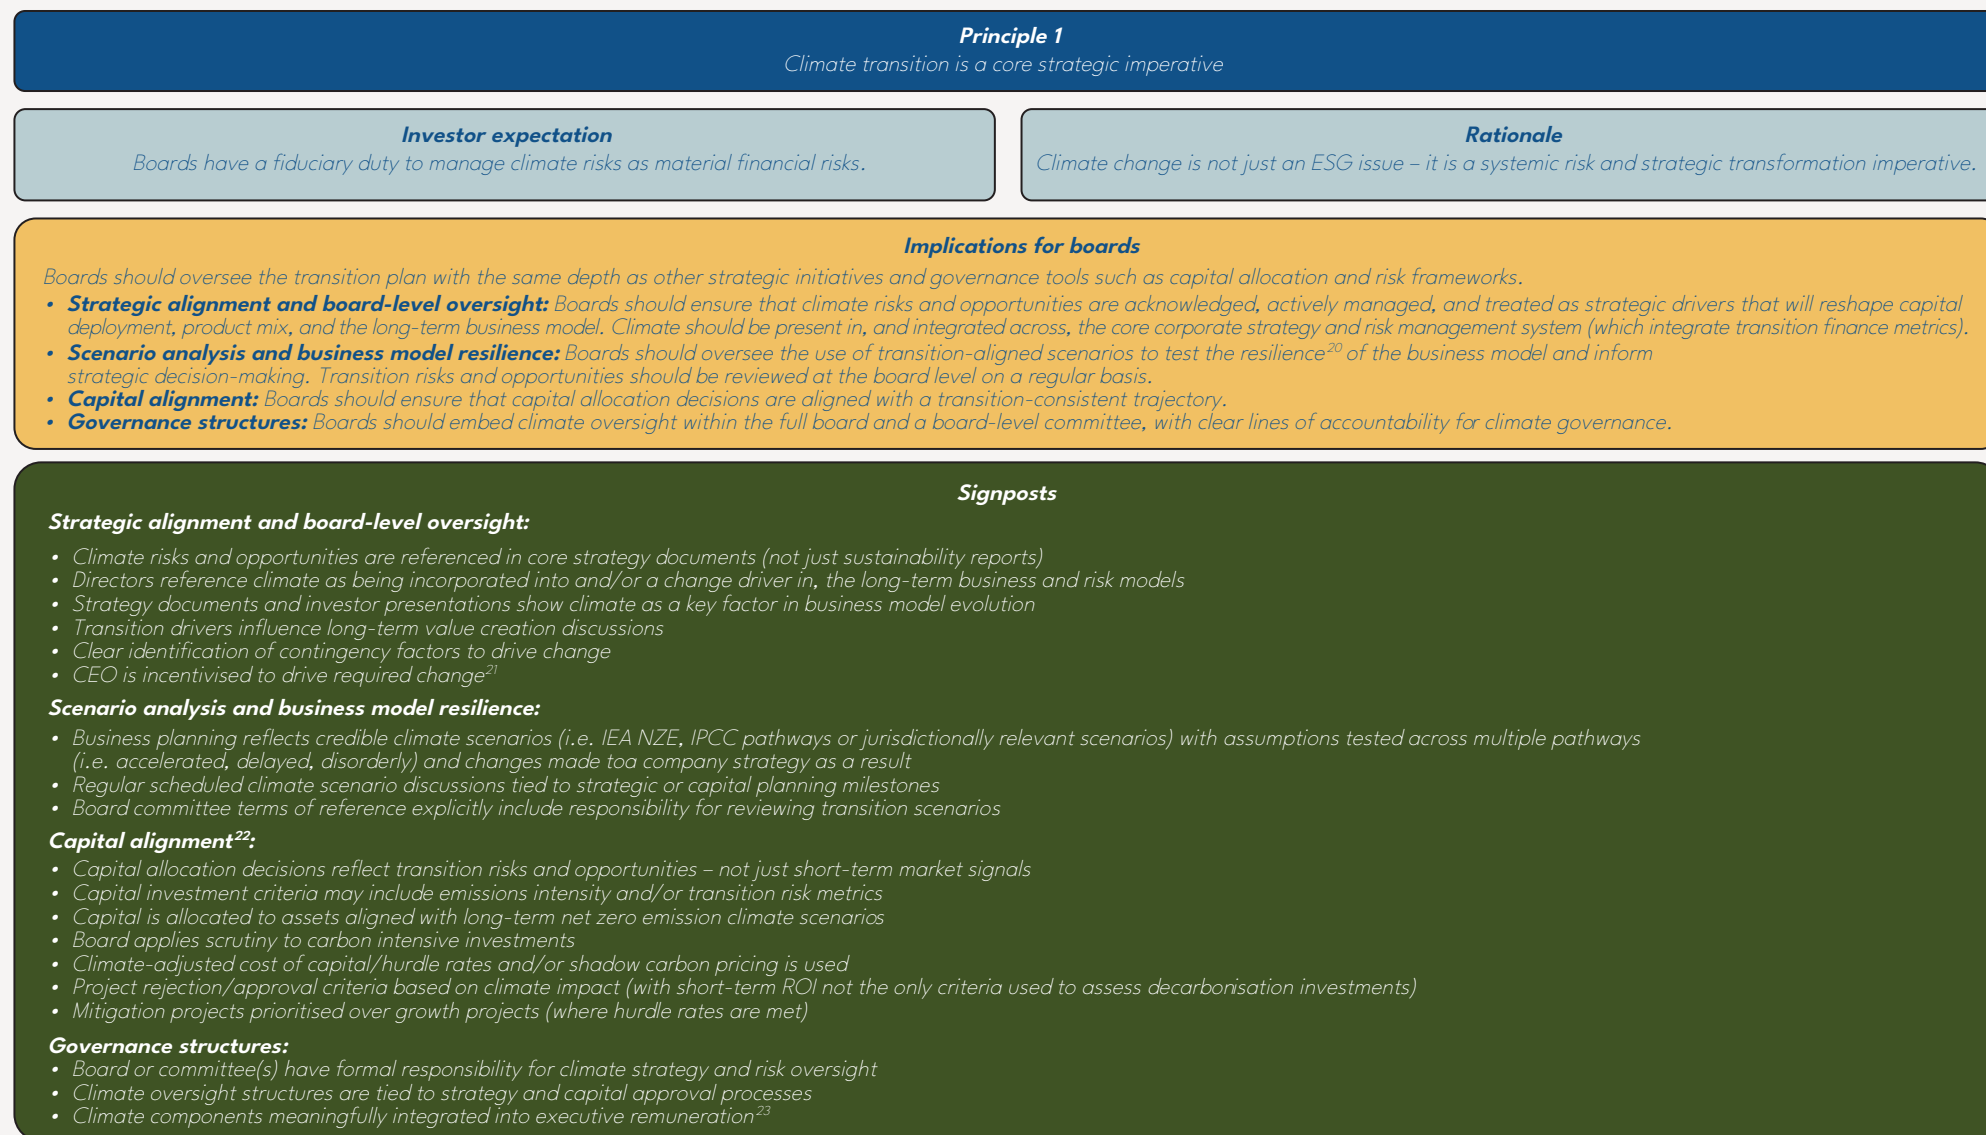 Principle 1
Climate transition is a core strategic imperative
Investor expectation
Boards have a fiduciary duty to manage climate risks as material financial risks.
Rationale
Climate change is not just an ESG issue – it is a systemic risk and strategic transformation imperative.
Implications for boards
Boards should oversee the transition plan with the same depth as other strategic initiatives and governance tools such as capital allocation and risk frameworks.
• Strategic alignment and board-level oversight: Boards should ensure that climate risks and opportunities are acknowledged, actively managed, and treated as strategic drivers that will reshape capital
deployment, product mix, and the long-term business model. Climate should be present in, and integrated across, the core corporate strategy and risk management system (which integrate transition finance metrics).
• Scenario analysis and business model resilience: Boards should oversee the use of transition-aligned scenarios to test the resilience20 of the business model and inform
strategic decision-making. Transition risks and opportunities should be reviewed at the board level on a regular basis.
• Capital alignment: Boards should ensure that capital allocation decisions are aligned with a transition-consistent trajectory.
• Governance structures: Boards should embed climate oversight within the full board and a board-level committee, with clear lines of accountability for climate governance.
Signposts
Strategic alignment and board-level oversight:
• Climate risks and opportunities are referenced in core strategy documents (not just sustainability reports)
• Directors reference climate as being incorporated into and/or a change driver in, the long-term business and risk models
• Strategy documents and investor presentations show climate as a key factor in business model evolution
• Transition drivers influence long-term value creation discussions
• Clear identification of contingency factors to drive change
• CEO is incentivised to drive required change21
Scenario analysis and business model resilience:
• Business planning reflects credible climate scenarios (i.e. IEA NZE, IPCC pathways or jurisdictionally relevant scenarios) with assumptions tested across multiple pathways
(i.e. accelerated, delayed, disorderly) and changes made toa company strategy as a result
• Regular scheduled climate scenario discussions tied to strategic or capital planning milestones
• Board committee terms of reference explicitly include responsibility for reviewing transition scenarios
Capital alignment22:
• Capital allocation decisions reflect transition risks and opportunities – not just short-term market signals
• Capital investment criteria may include emissions intensity and/or transition risk metrics
• Capital is allocated to assets aligned with long-term net zero emission climate scenarios
• Board applies scrutiny to carbon intensive investments
• Climate-adjusted cost of capital/hurdle rates and/or shadow carbon pricing is used
• Project rejection/approval criteria based on climate impact (with short-term ROI not the only criteria used to assess decarbonisation investments)
• Mitigation projects prioritised over growth projects (where hurdle rates are met)
Governance structures:
• Board or committee(s) have formal responsibility for climate strategy and risk oversight
• Climate oversight structures are tied to strategy and capital approval processes
• Climate components meaningfully integrated into executive remuneration23